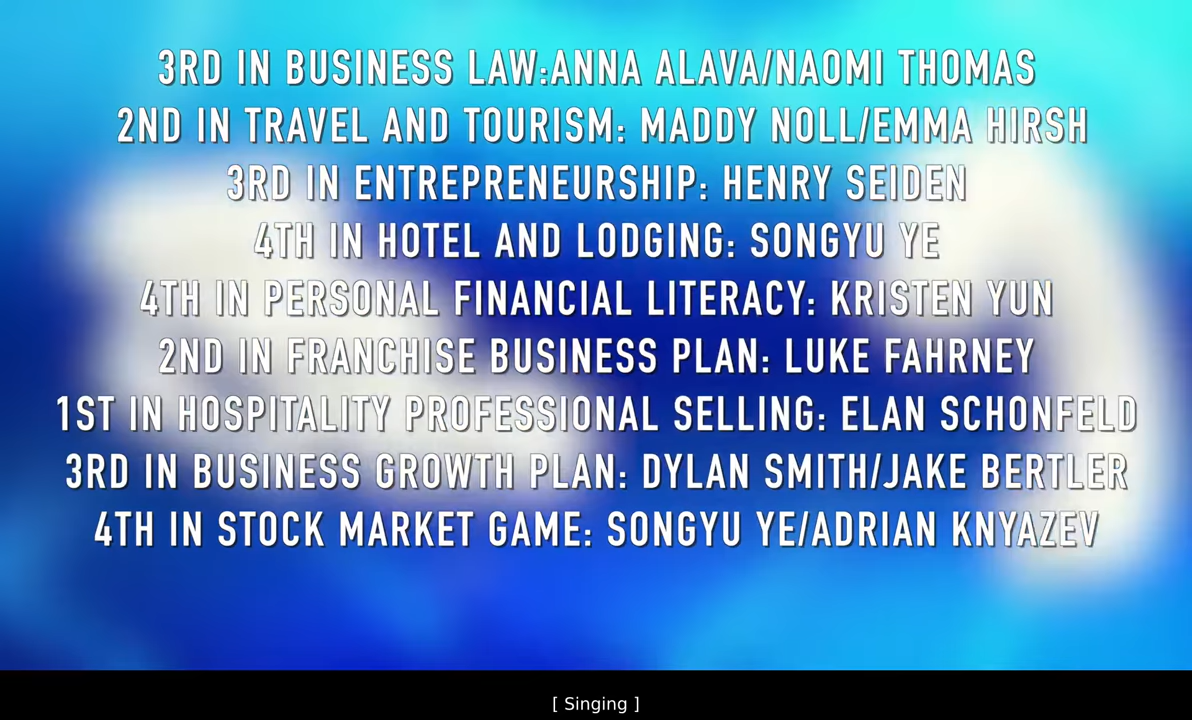 3RD IN BUSINESS LAW:ANNA ALAVA/NAOMI THOMAS
2ND IN TRAVEL AND TOURISM: MADDY NOLL/EMMA HIRSH
3RD IN ENTREPRENEURSHIP: HENRY SEIDEN
4TH IN HOTEL AND LODGING: SONGYU YE
4TH IN PERSONAL FINANCIAL LITERACY: KRISTEN YUN
2ND IN FRANCHISE BUSINESS PLAN: LUKE FAHRNEY
1ST IN HOSPITALITY PROFESSIONAL SELLING: ELAN SCHONFELD
3RD IN BUSINESS GROWTH PLAN: DYLAN SMITH/JAKE BERTLER
4TH IN STOCK MARKET GAME: SONGYU YE/ADRIAN KNYAZEV
[ Singing ]